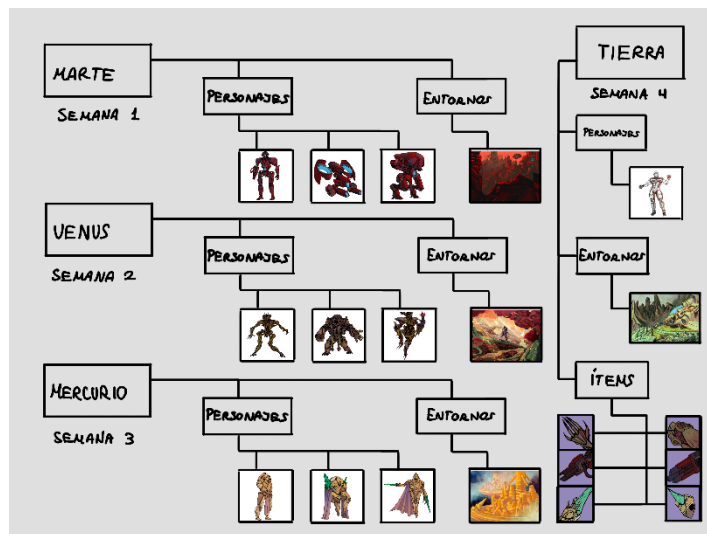 MARTE
SEMANA 1
PERSONAJES
ENTORNOS
VENUS
SEMANA 2
PERSONAJES
ENTORNOS
MERCURIO
SEMANA 3
PERSONAJES
ENTORNOS
TIERRA
SEMANA 4
PERSONAJES
ENTORNOS
ÍTEMS